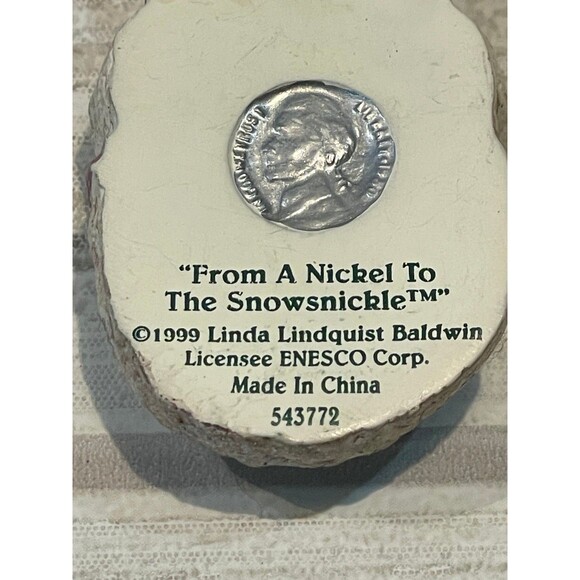 "From A Nickel To
The Snowsnickle™"
©1999 Linda Lindquist Baldwin
Licensee ENESCO Corp.
Made In China
543772